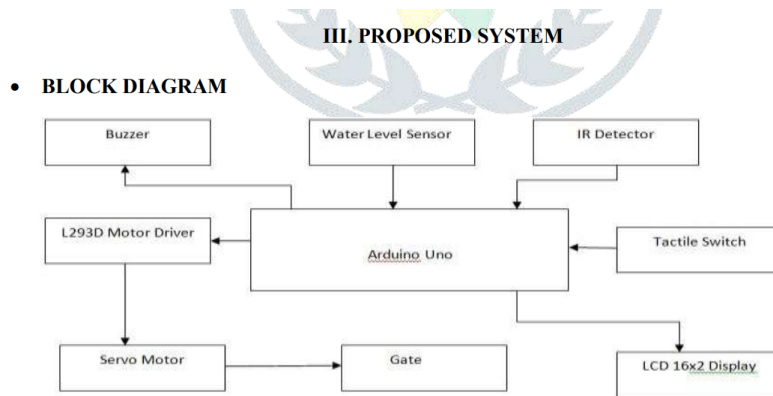 III. PROPOSED SYSTEM
• BLOCK DIAGRAM
Buzzer
Water Level Sensor
IR Detector
L293D Motor Driver
Arduino Uno
Tactile Switch
Servo Motor
Gate
LCD 16x2 Display